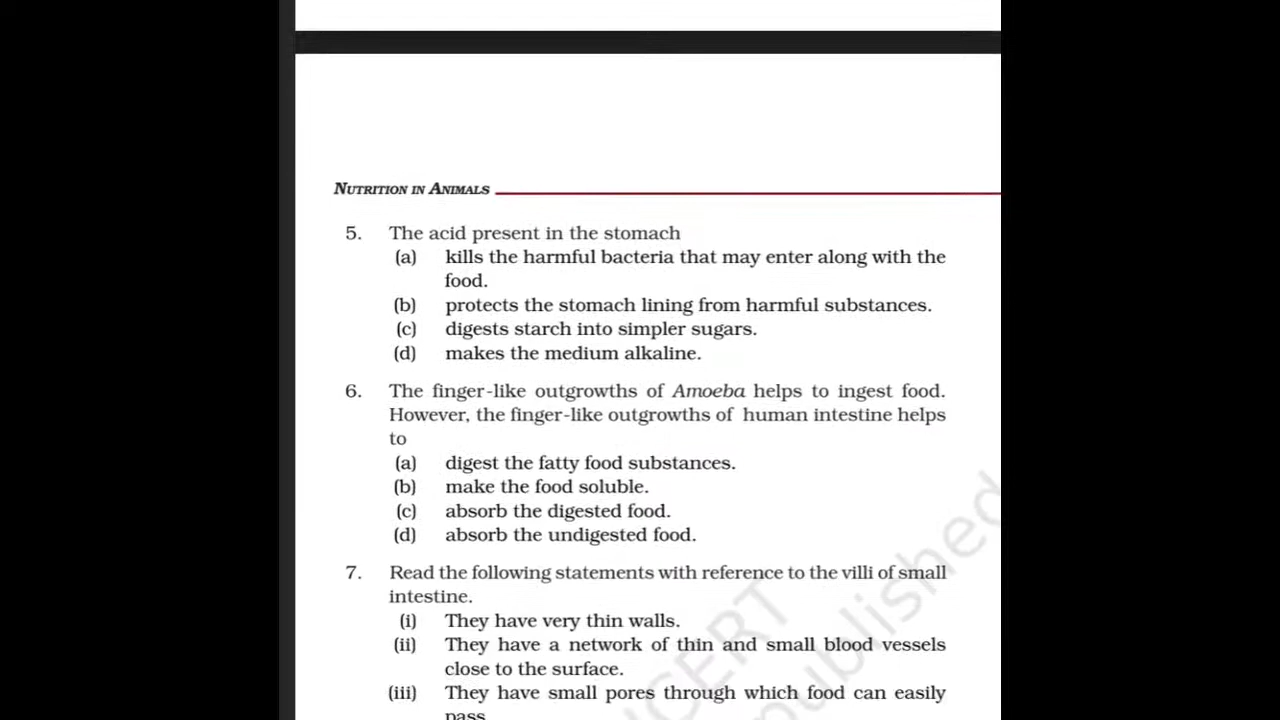 NUTRITION IN ANIMALS
5. The acid present in the stomach
(a) kills the harmful bacteria that may enter along with the
food.
(b) protects the stomach lining from harmful substances.
(c) digests starch into simpler sugars.
(d) makes the medium alkaline.
6. The finger-like outgrowths of Amoeba helps to ingest food.
However, the finger-like outgrowths of human intestine helps
to
(a) digest the fatty food substances.
(b) make the food soluble.
(c) absorb the digested food.
(d) absorb the undigested food.
7. Read the following statements with reference to the villi of small
intestine.
(i) They have very thin walls.
(ii) They have a network of thin and small blood vessels
close to the surface.
(iii) They have small pores through which food can easily
pass
published